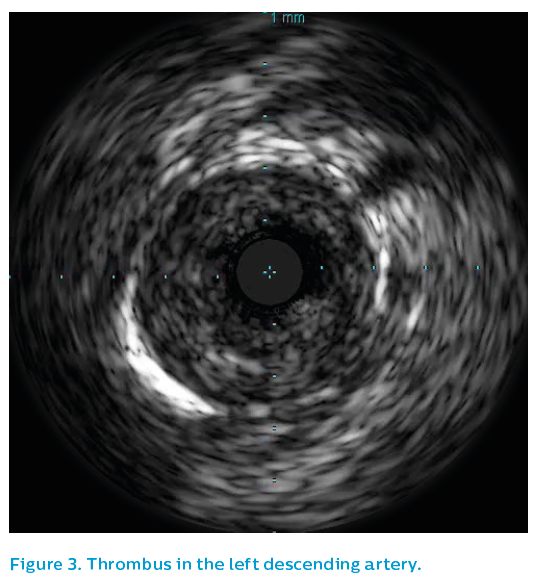 1 mm
Figure 3. Thrombus in the left descending artery.